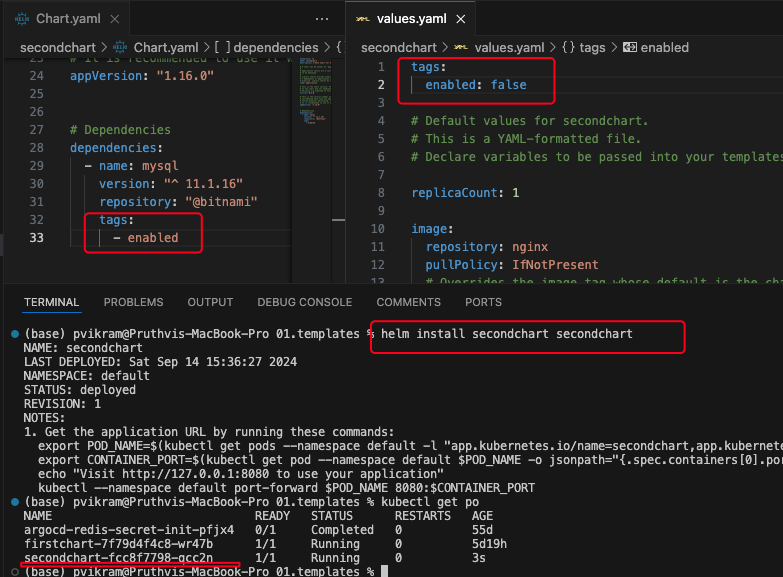 Chart.yaml
secondchart > Chart.yaml > [ ] dependencies > {
24 appVersion: "1.16.0"
25
26
27 # Dependencies
28 dependencies:
29 - name: mysql
30 version: "^ 11.1.16"
31 repository: "@bitnami"
32 tags:
33 - enabled
values.yaml
secondchart > values.yaml > {} tags > enabled
1 tags:
2 enabled: false
3
4 # Default values for secondchart.
5 # This is a YAML-formatted file.
6 # Declare variables to be passed into your templates
7
8 replicaCount: 1
9
10 image:
11 repository: nginx
12 pullPolicy: IfNotPresent
TERMINAL PROBLEMS OUTPUT DEBUG CONSOLE COMMENTS PORTS
(base) pvikram@Pruthvis-MacBook-Pro 01.templates % helm install secondchart secondchart
NAME: secondchart
LAST DEPLOYED: Sat Sep 14 15:36:27 2024
NAMESPACE: default
STATUS: deployed
REVISION: 1
NOTES:
1. Get the application URL by running these commands:
export POD_NAME=$(kubectl get pods --namespace default -l "app.kubernetes.io/name=secondchart,app.kubernete
export CONTAINER_PORT=$(kubectl get pod --namespace default $POD_NAME -o jsonpath="{.spec.containers[0].por
echo "Visit http://127.0.0.1:8080 to use your application"
kubectl --namespace default port-forward $POD_NAME 8080:$CONTAINER_PORT
(base) pvikram@Pruthvis-MacBook-Pro 01.templates % kubectl get po
NAME READY STATUS RESTARTS AGE
argocd-redis-secret-init-pfjx4 0/1 Completed 0 55d
firstchart-7f79d4f4c8-wr47b 1/1 Running 0 5d19h
secondchart-fcc8f7798-gcc2n 1/1 Running 0 3s
(base) pvikram@Pruthvis-MacBook-Pro 01.templates %